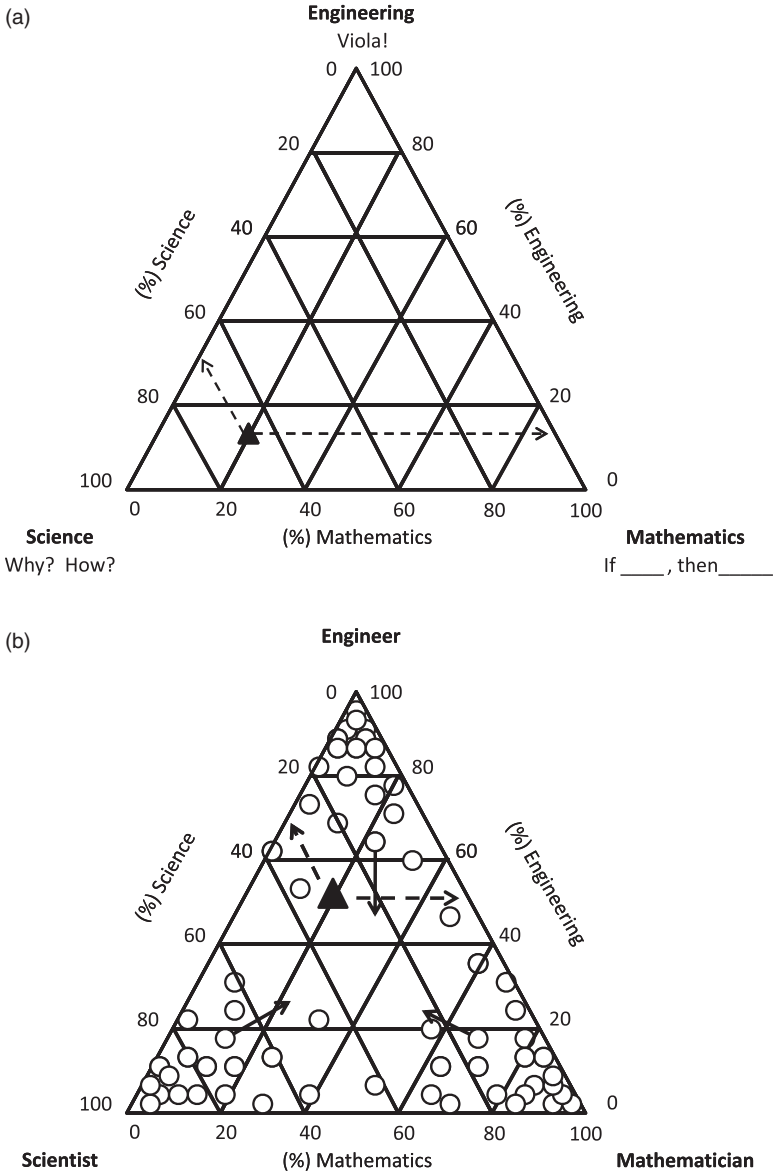 (a)
Engineering
Viola!
0 100
20 80
40 60
(%) Science
(%) Engineering
60 40
80 20
100 0
0 20 40 60 80 100
Science (%) Mathematics Mathematics
Why? How? If ____ , then_____
(b)
Engineer
0 100
20 80
40 60
(%) Science
(%) Engineering
60 40
80 20
100 0
0 20 40 60 80 100
Scientist (%) Mathematics Mathematician